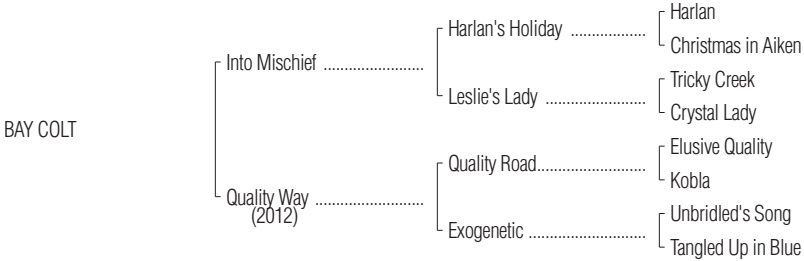 Harlan
Harlan's Holiday ..................
Christmas in Aiken
Into Mischief ........................
Tricky Creek
Leslie's Lady ........................
Crystal Lady
BAY COLT
Elusive Quality
Quality Road..........................
Kobla
Quality Way ..........................
(2012)
Unbridled's Song
Exogenetic ............................
Tangled Up in Blue